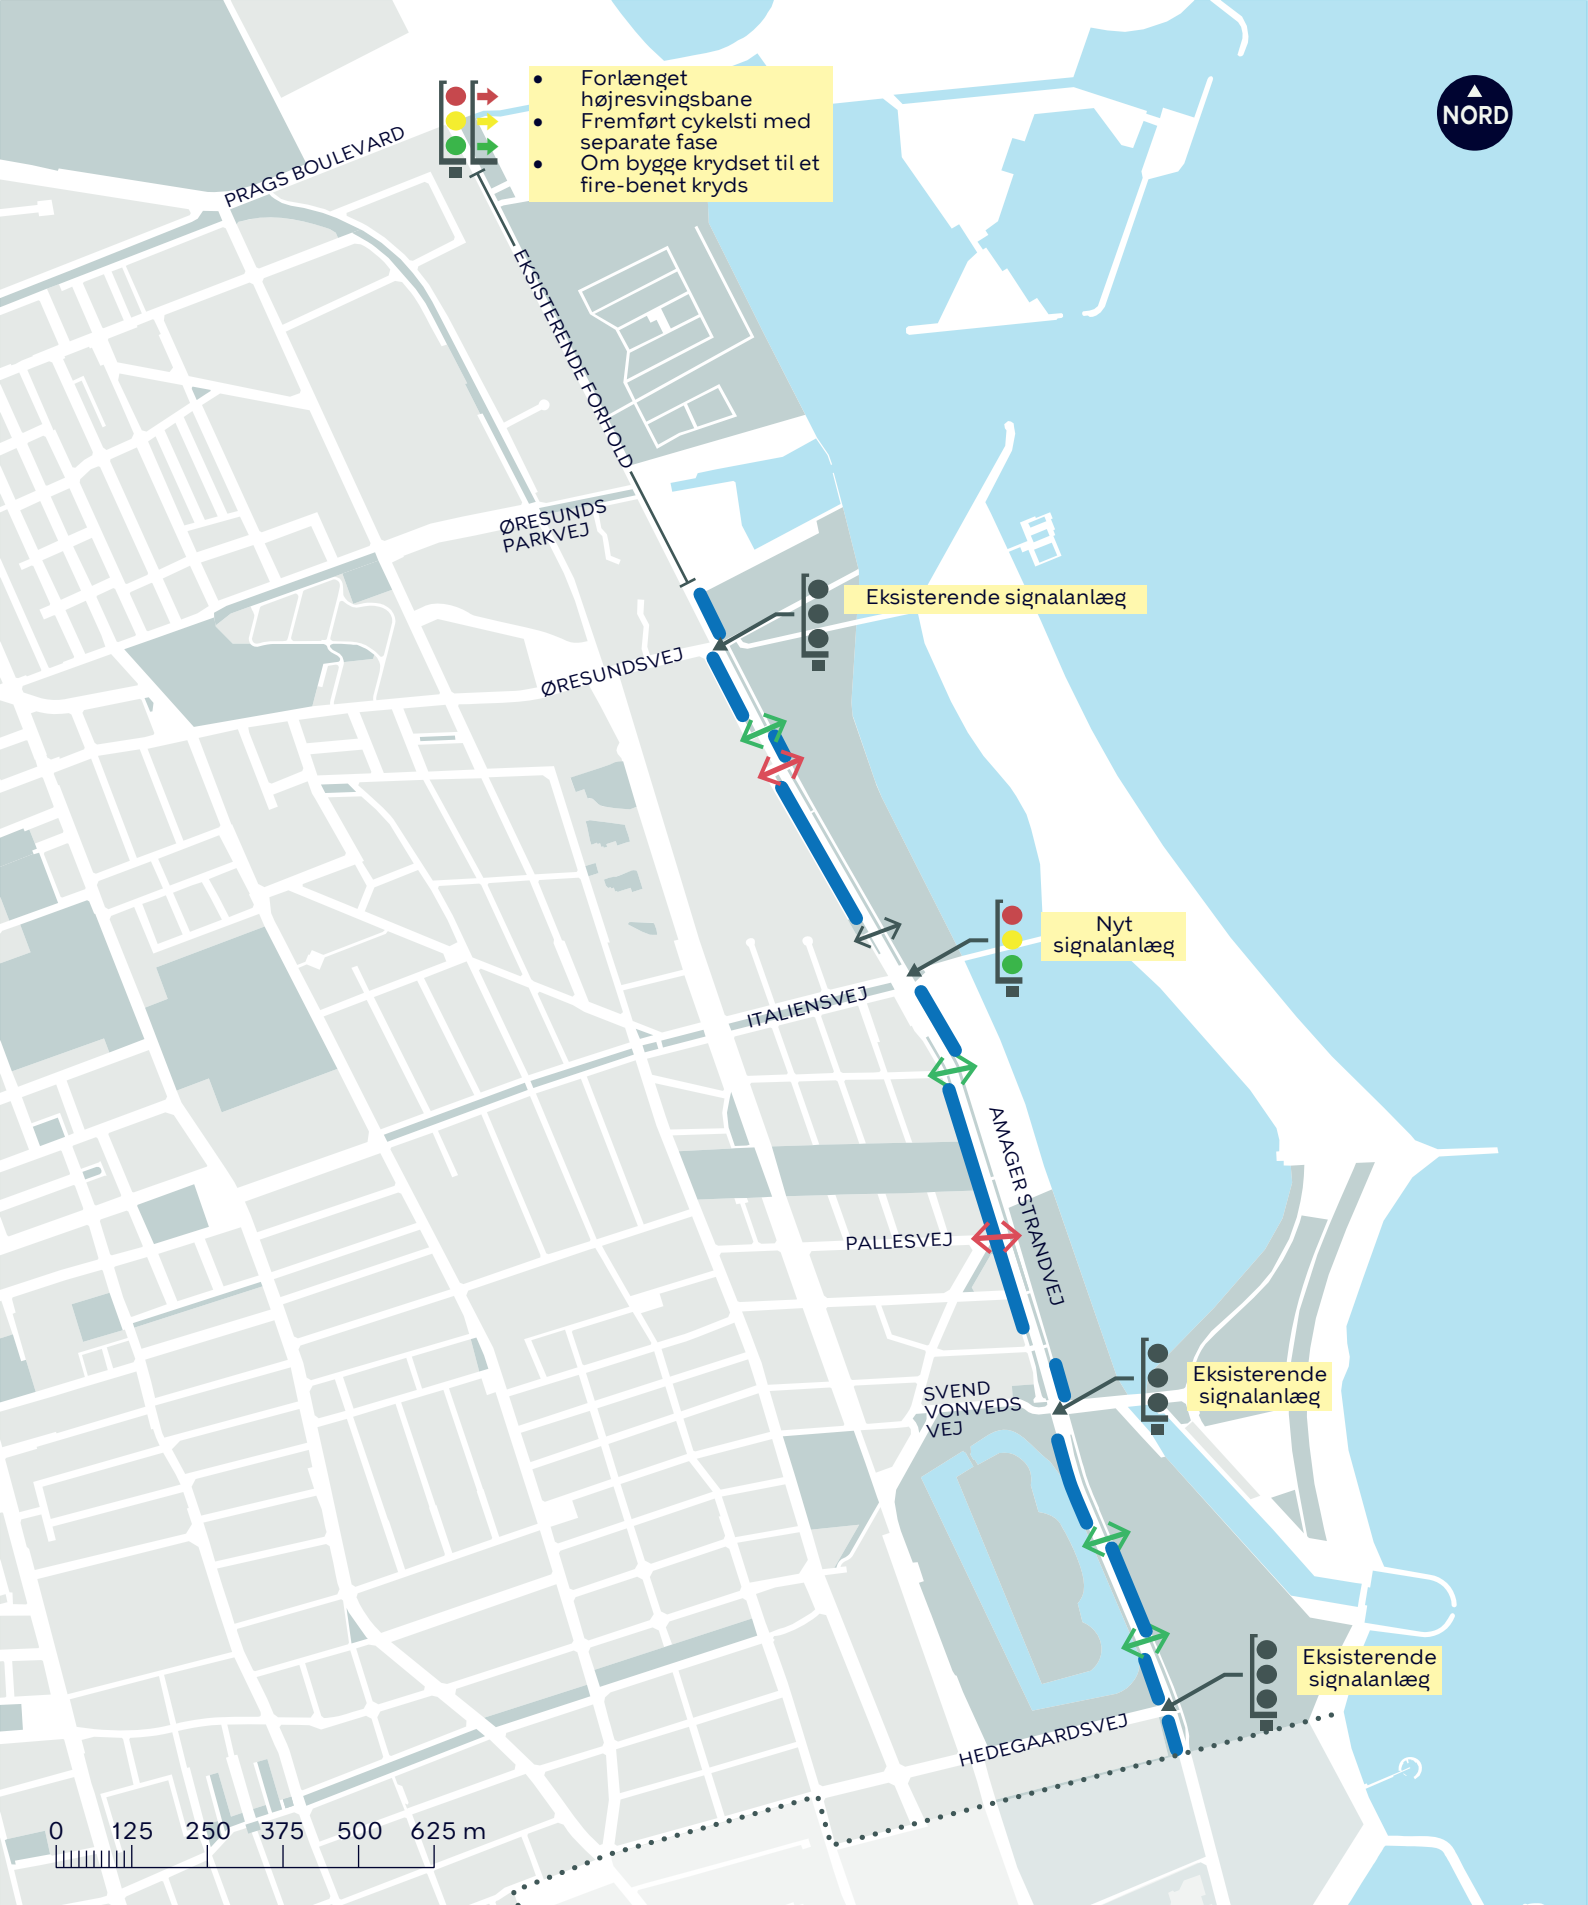 • Forlænget
højresvingsbane
• Fremført cykelsti med
separate fase
• Om bygge krydset til et
fire-benet kryds
NORD
PRAGS BOULEVARD
EKSISTERENDE FORHOLD
ØRESUNDS
PARKVEJ
Eksisterende signalanlæg
ØRESUNDSVEJ
Nyt
signalanlæg
ITALIENSVEJ
AMAGER STRANDVEJ
PALLESVEJ
Eksisterende
signalanlæg
SVEND
VONVEDS
VEJ
Eksisterende
signalanlæg
HEDEGAARDSVEJ
0 125 250 375 500 625 m